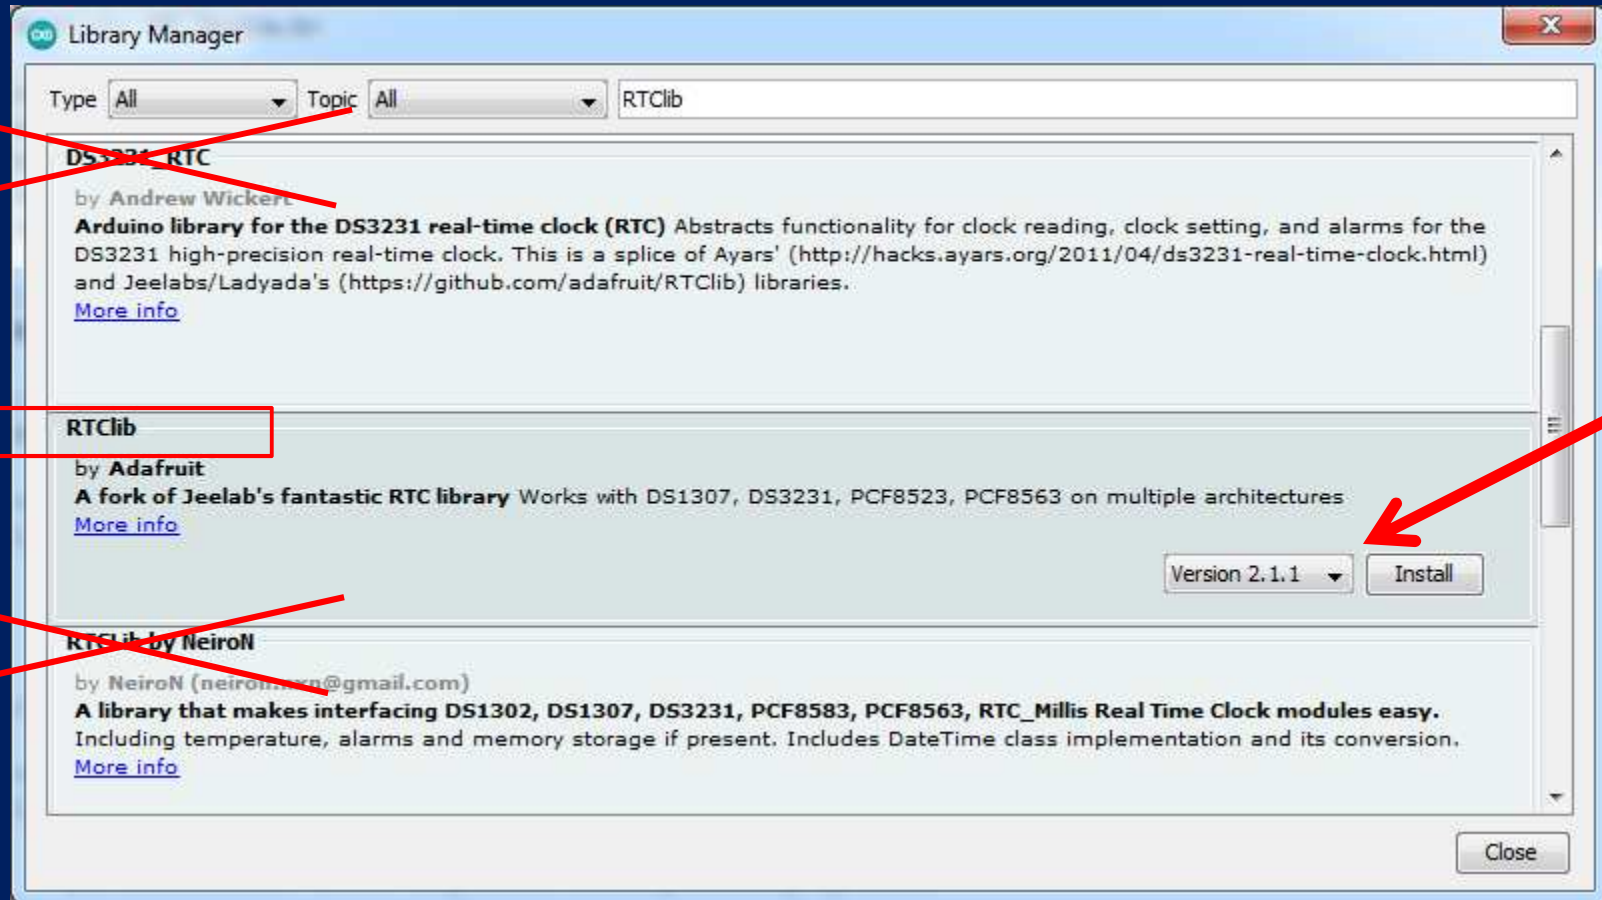 Library Manager
Type All Topic All RTClib
DS3231_RTC
by Andrew Wickert
Arduino library for the DS3231 real-time clock (RTC) Abstracts functionality for clock reading, clock setting, and alarms for the
DS3231 high-precision real-time clock. This is a splice of Ayars' (http://hacks.ayars.org/2011/04/ds3231-real-time-clock.html)
and Jeelabs/Ladyada's (https://github.com/adafruit/RTClib) libraries.
More info
RTClib
by Adafruit
A fork of Jeelab's fantastic RTC library Works with DS1307, DS3231, PCF8523, PCF8563 on multiple architectures
More info
Version 2.1.1 Install
RTCLib by NeiroN
by NeiroN
A library that makes interfacing DS1302, DS1307, DS3231, PCF8583, PCF8563, RTC_Millis Real Time Clock modules easy.
Including temperature, alarms and memory storage if present. Includes DateTime class implementation and its conversion.
More info
Close